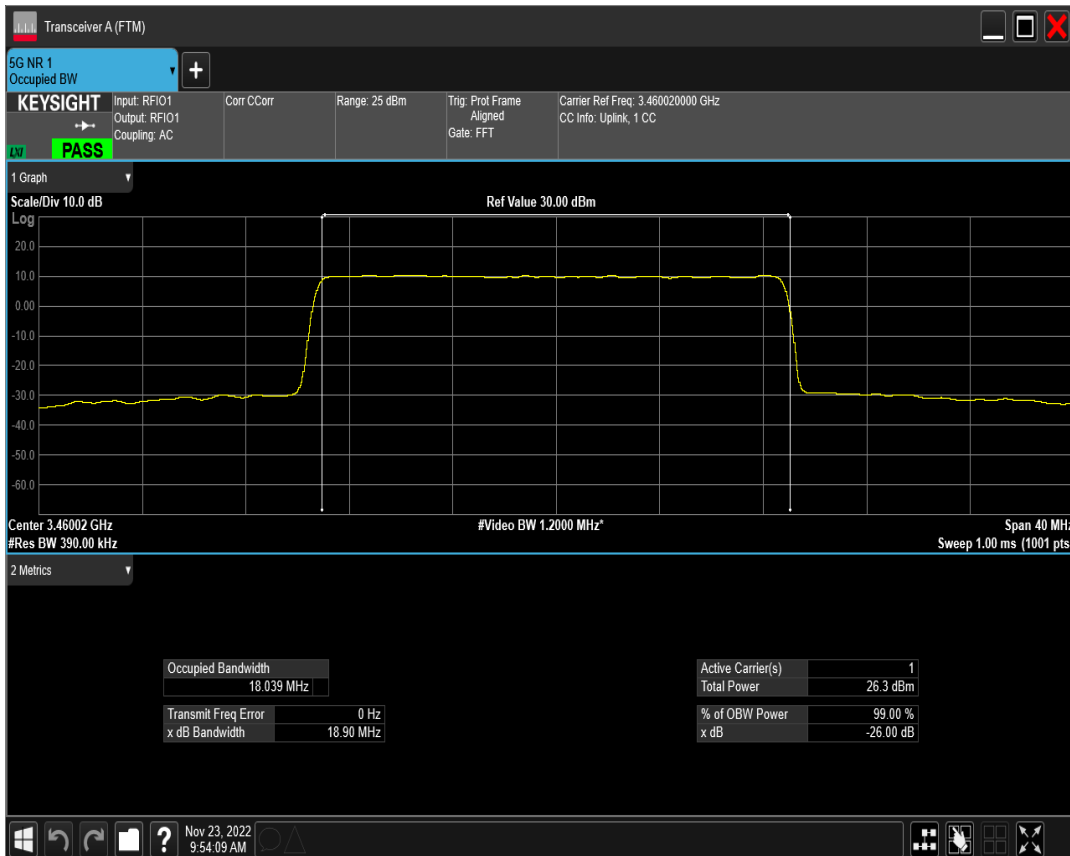 Transceiver A (FTM)
5G NR 1
Occupied BW
+
KEYSIGHT
LXI
PASS
Input: RFIO1
Output: RFIO1
Coupling: AC
Corr CCorr
Range: 25 dBm
Trig: Prot Frame
Aligned
Gate: FFT
Carrier Ref Freq: 3.460020000 GHz
CC Info: Uplink, 1 CC
1 Graph
Scale/Div 10.0 dB
Ref Value 30.00 dBm
Log
20.0
10.0
0.00
-10.0
-20.0
-30.0
-40.0
-50.0
-60.0
Center 3.46002 GHz
#Video BW 1.2000 MHz*
Span 40 MHz
#Res BW 390.00 kHz
Sweep 1.00 ms (1001 pts
2 Metrics
Occupied Bandwidth
18.039 MHz
Transmit Freq Error 0 Hz
x dB Bandwidth 18.90 MHz
Active Carrier(s) 1
Total Power 26.3 dBm
% of OBW Power 99.00 %
x dB -26.00 dB
?
Nov 23, 2022
9:54:09 AM